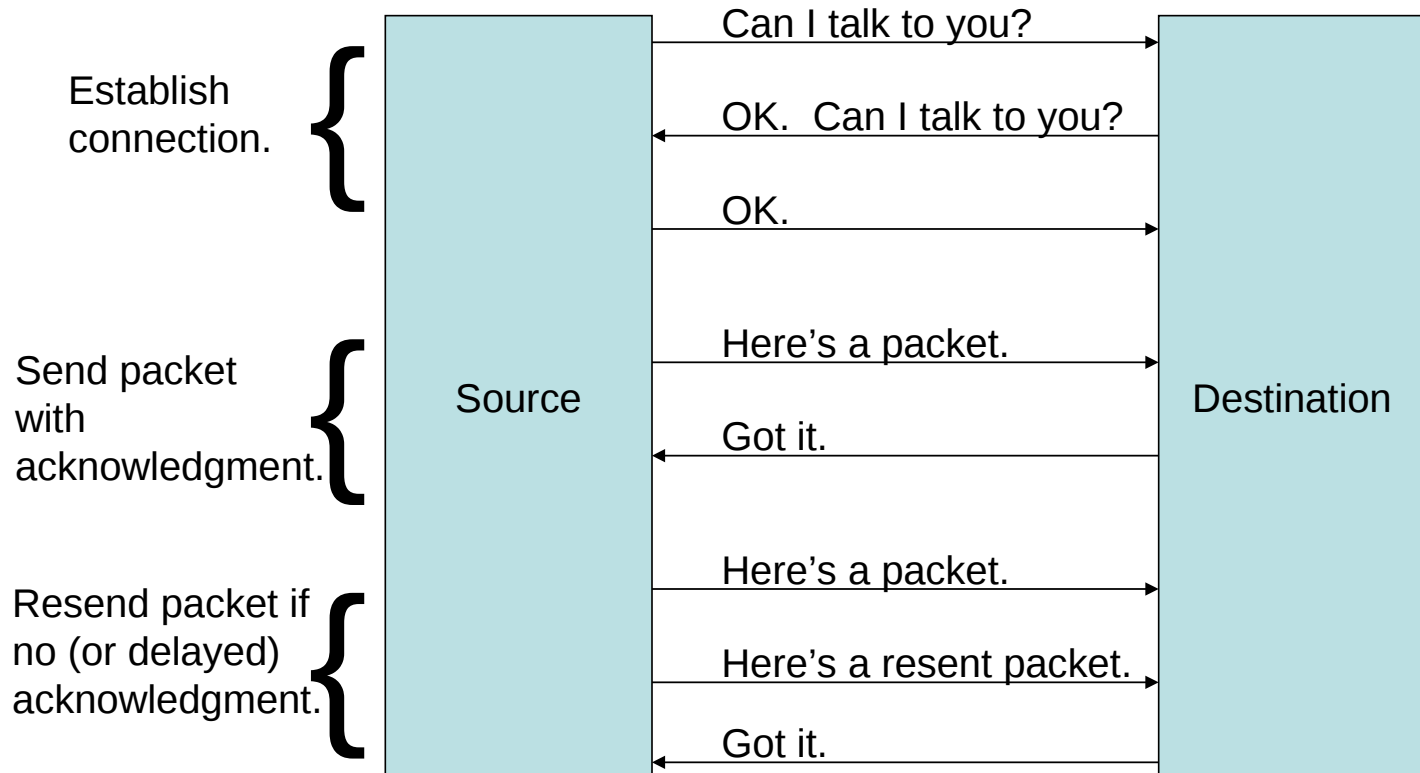 Can I talk to you?
Establish
connection.
OK.  Can I talk to you?
OK.
Here’s a packet.
Send packet
with
acknowledgment.
Source
Destination
Got it.
Here’s a packet.
Resend packet if
no (or delayed)
acknowledgment.
Here’s a resent packet.
Got it.